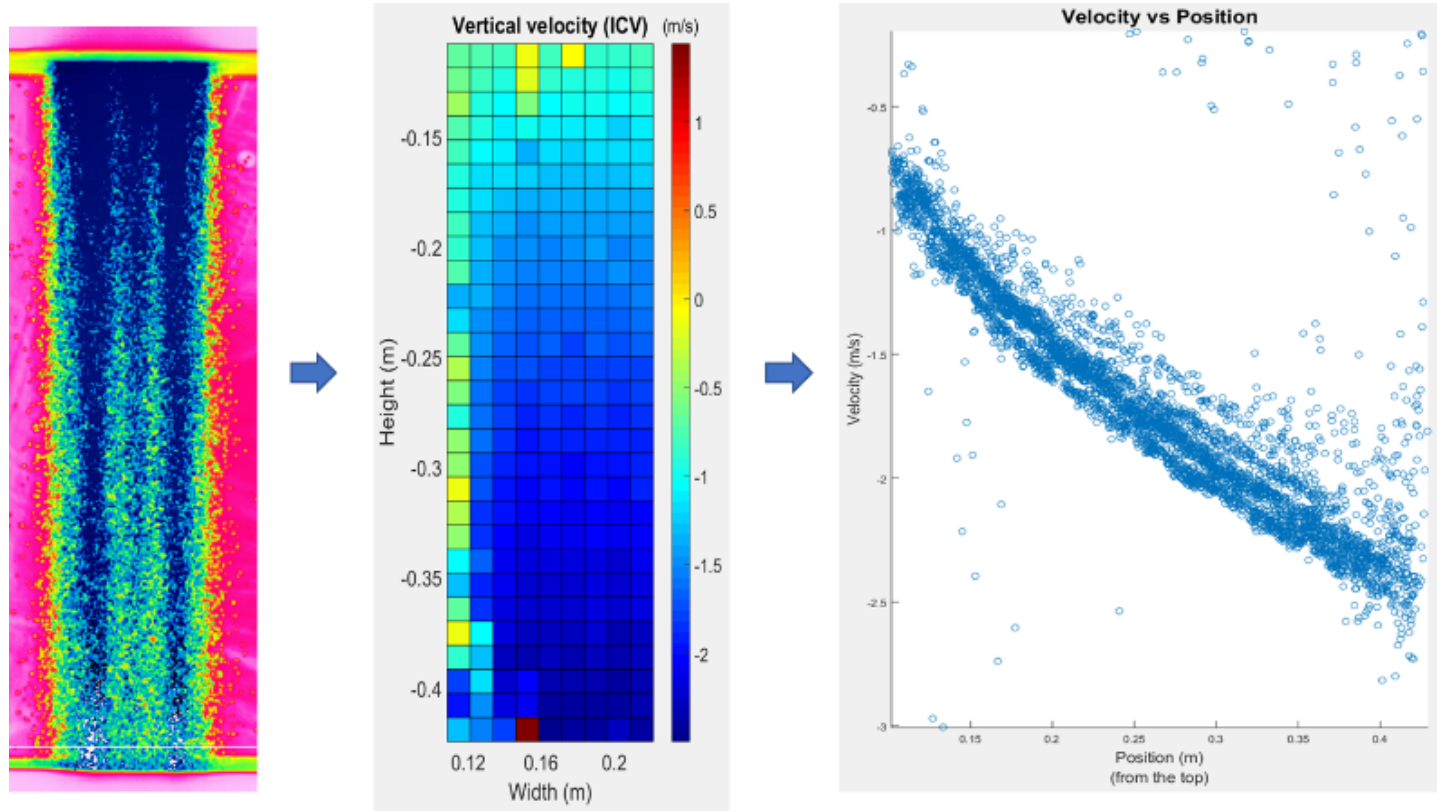 Vertical velocity (ICV) (m/s)
-0.15
-0.2
-0.25
-0.3
-0.35
-0.4
Height (m)
0.12 0.16 0.2
Width (m)
1
0.5
0
-0.5
-1
-1.5
-2
Velocity vs Position
-0.5
-1
-1.5
-2
-2.5
-3
Velocity (m/s)
0.15 0.2 0.25 0.3 0.35 0.4
Position (m)
(from the top)